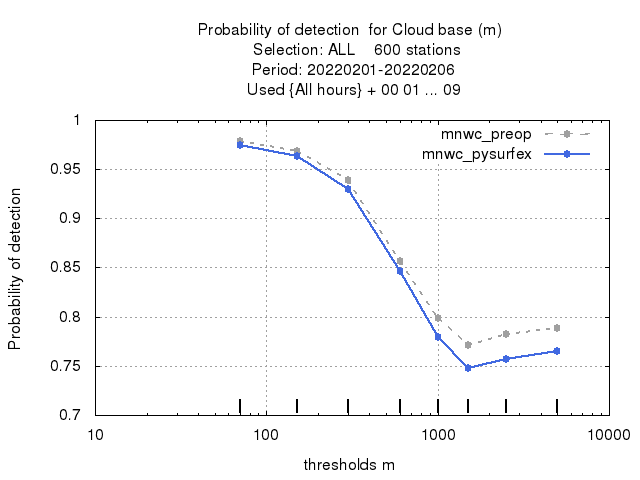 Probability of detection  for Cloud base (m)
Selection: ALL    600 stations
Period: 20220201-20220206
Used {All hours} + 00 01 ... 09
mnwc_preop
mnwc_pysurfex
1
0.95
0.9
0.85
0.8
0.75
0.7
Probability of detection
10
100
1000
10000
thresholds m